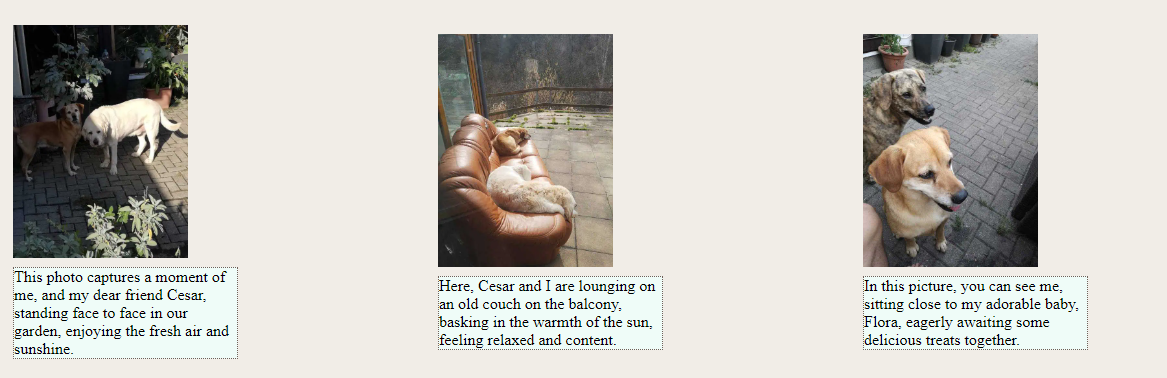 This photo captures a moment of
me, and my dear friend Cesar,
standing face to face in our
garden, enjoying the fresh air and
sunshine.
Here, Cesar and I are lounging on
an old couch on the balcony,
basking in the warmth of the sun,
feeling relaxed and content.
In this picture, you can see me,
sitting close to my adorable baby,
Flora, eagerly awaiting some
delicious treats together.